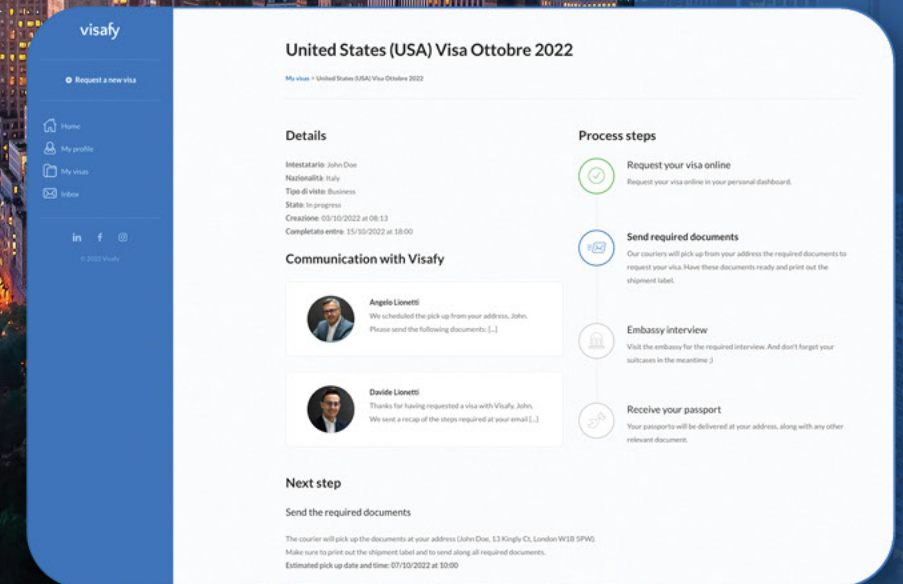 visafy
Request a new visa
Home
My profile
My visas
Inbox
in f
© 2022 Visafy
United States (USA) Visa Ottobre 2022
My visas > United States (USA) Visa Ottobre 2022
Details
Intestatario: John Doe
Nazionalità: Italy
Tipo di visto: Business
Stato: In progress
Creazione: 03/10/2022 at 08:13
Completato entro: 15/10/2022 at 18:00
Communication with Visafy
Angelo Lionetti
We scheduled the pick up from your address, John.
Please send the following documents: [...]
Davide Lionetti
Thanks for having requested a visa with Visafy, John.
We sent a recap of the steps required at your email [...]
Process steps
Request your visa online
Request your visa online in your personal dashboard.
Send required documents
Our couriers will pick up from your address the required documents to
request your visa. Have these documents ready and print out the
shipment label.
Embassy interview
Visit the embassy for the required interview. And don't forget your
suitcases in the meantime ;)
Receive your passport
Your passporto will be delivered at your address, along with any other
relevant document.
Next step
Send the required documents
The courier will pick up the documents at your address (John Doe, 13 Kingly Ct, London W1B 5PW).
Make sure to print out the shipment label and to send along all required documents.
Estimated pick up date and time: 07/10/2022 at 10:00